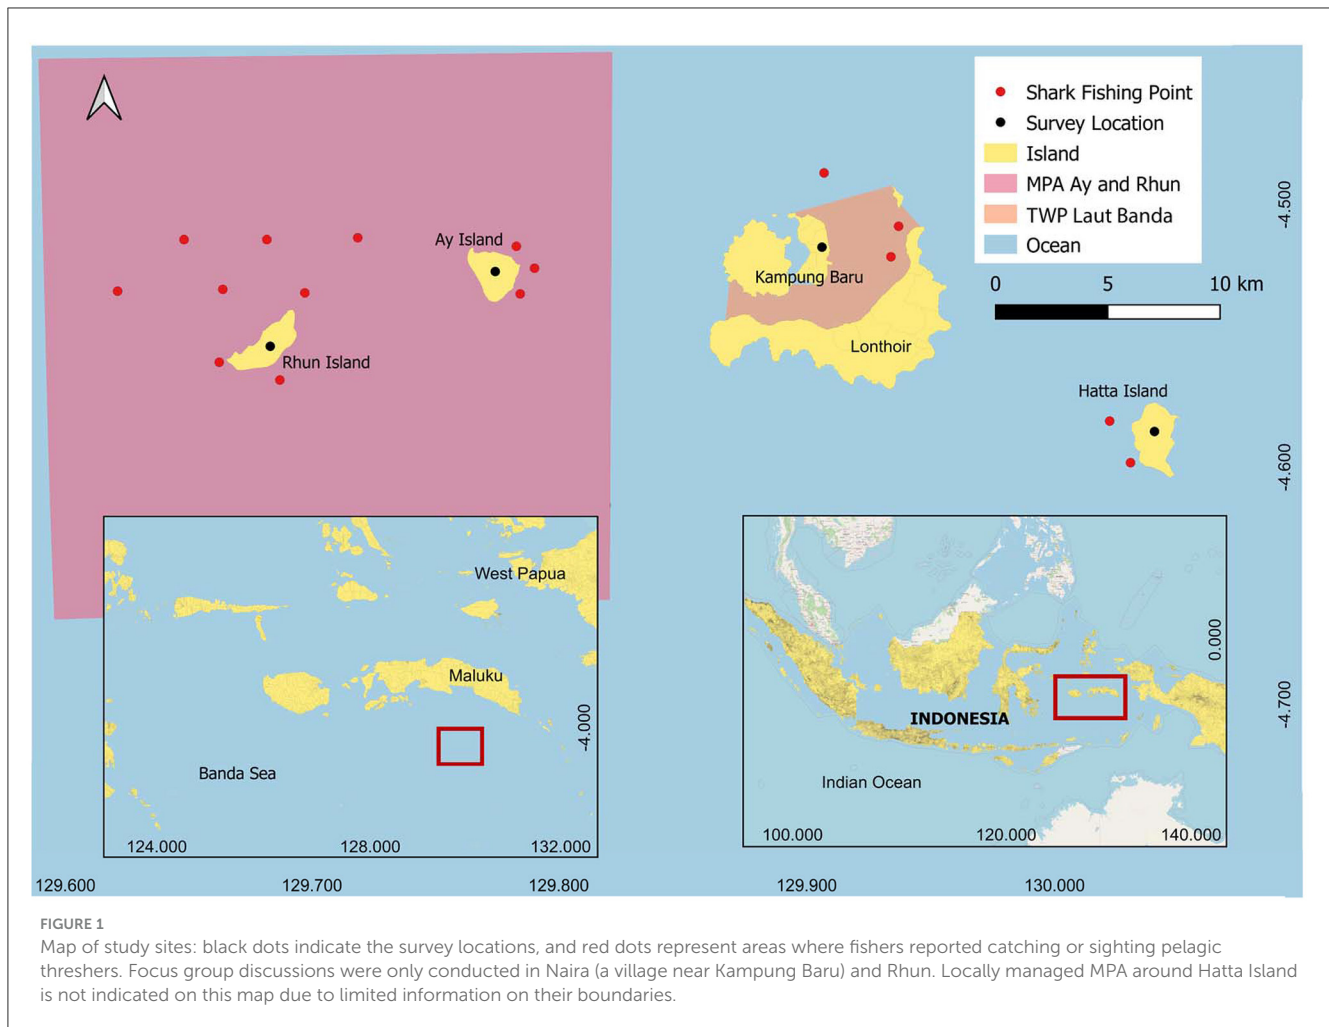 Shark Fishing Point
Survey Location
Island
MPA Ay and Rhun
TWP Laut Banda
Ocean
0 5 10 km
-4.500
-4.600
-4.700
Ay Island
Rhun Island
Kampung Baru
Lonthoir
Hatta Island
West Papua
Maluku
Banda Sea
-4.000
124.000 128.000 132.000
INDONESIA
Indian Ocean
0.000
100.000 120.000 140.000
129.600 129.700 129.800 129.900 130.000
FIGURE 1
Map of study sites: black dots indicate the survey locations, and red dots represent areas where fishers reported catching or sighting pelagic
threshers. Focus group discussions were only conducted in Naira (a village near Kampung Baru) and Rhun. Locally managed MPA around Hatta Island
is not indicated on this map due to limited information on their boundaries.